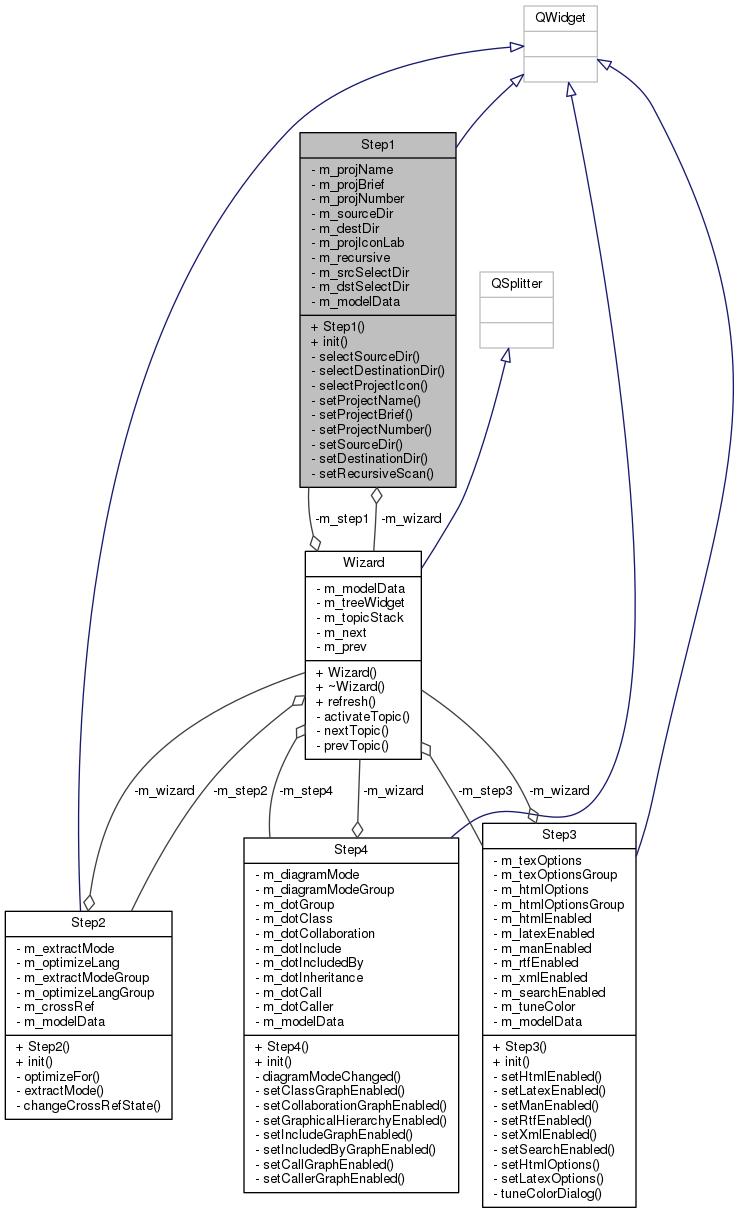 QWidget
Step1
- m_projName
- m_projBrief
- m_projNumber
- m_sourceDir
- m_destDir
- m_projIconLab
- m_recursive
- m_srcSelectDir
- m_dstSelectDir
- m_modelData
+ Step1()
+ init()
- selectSourceDir()
- selectDestinationDir()
- selectProjectIcon()
- setProjectName()
- setProjectBrief()
- setProjectNumber()
- setSourceDir()
- setDestinationDir()
- setRecursiveScan()
QSplitter
-m_step1
-m_wizard
Wizard
- m_modelData
- m_treeWidget
- m_topicStack
- m_next
- m_prev
+ Wizard()
+ ~Wizard()
+ refresh()
- activateTopic()
- nextTopic()
- prevTopic()
-m_wizard
-m_step2
-m_step4
-m_wizard
-m_step3
-m_wizard
Step2
- m_extractMode
- m_optimizeLang
- m_extractModeGroup
- m_optimizeLangGroup
- m_crossRef
- m_modelData
+ Step2()
+ init()
- optimizeFor()
- extractMode()
- changeCrossRefState()
Step4
- m_diagramMode
- m_diagramModeGroup
- m_dotGroup
- m_dotClass
- m_dotCollaboration
- m_dotInclude
- m_dotIncludedBy
- m_dotInheritance
- m_dotCall
- m_dotCaller
- m_modelData
+ Step4()
+ init()
- diagramModeChanged()
- setClassGraphEnabled()
- setCollaborationGraphEnabled()
- setGraphicalHierarchyEnabled()
- setIncludeGraphEnabled()
- setIncludedByGraphEnabled()
- setCallGraphEnabled()
- setCallerGraphEnabled()
Step3
- m_texOptions
- m_texOptionsGroup
- m_htmlOptions
- m_htmlOptionsGroup
- m_htmlEnabled
- m_latexEnabled
- m_manEnabled
- m_rtfEnabled
- m_xmlEnabled
- m_searchEnabled
- m_tuneColor
- m_modelData
+ Step3()
+ init()
- setHtmlEnabled()
- setLatexEnabled()
- setManEnabled()
- setRtfEnabled()
- setXmlEnabled()
- setSearchEnabled()
- setHtmlOptions()
- setLatexOptions()
- tuneColorDialog()